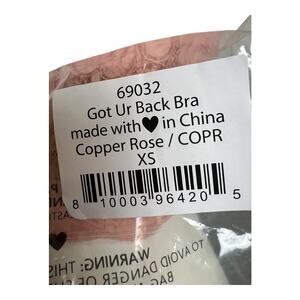 69032
Got Ur Back Bra
made with🖤in China
Copper Rose / COPR
XS
8 10003 96420 5
WARNING: THIS
TO AVOID DANGER OF
BAG A